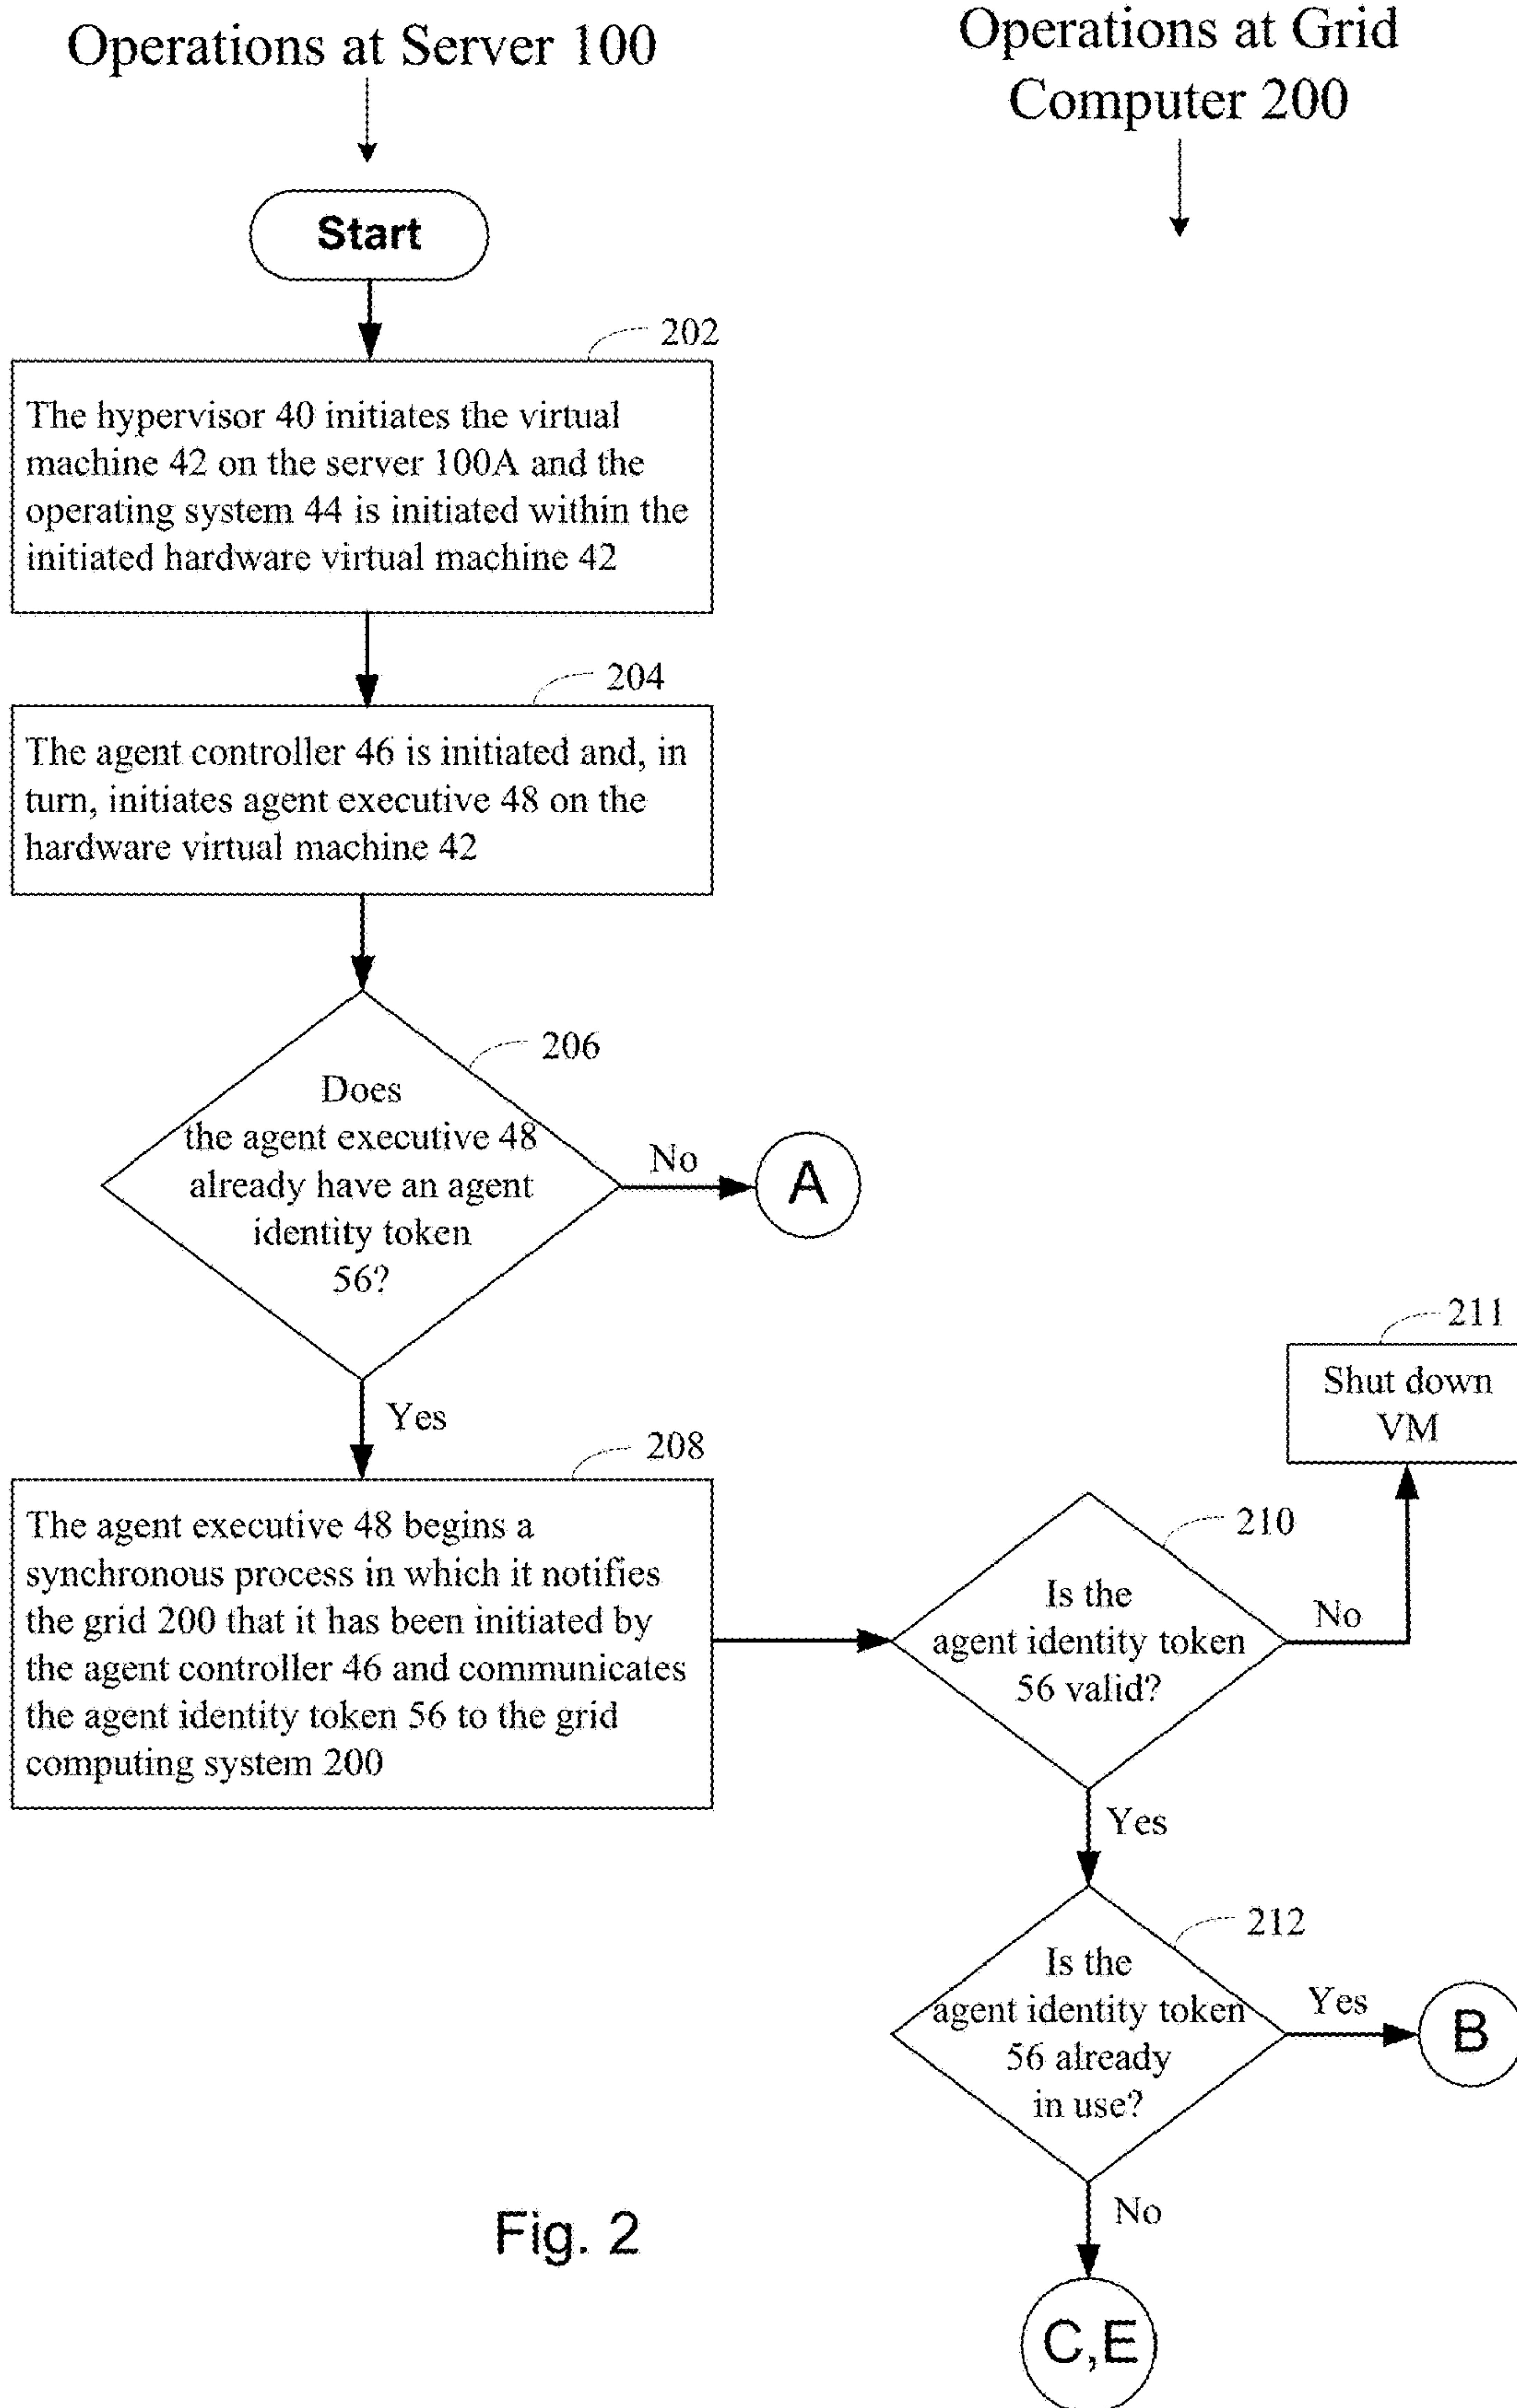 Operations at Server 100
Operations at Grid
Computer 200
Start
202
The hypervisor 40 initiates the virtual
machine 42 on the server 100A and the
operating system 44 is initiated within the
initiated hardware virtual machine 42
204
The agent controller 46 is initiated and, in
turn, initiates agent executive 48 on the
hardware virtual machine 42
206
Does
the agent executive 48
already have an agent
identity token
56?
No
A
Yes
208
The agent executive 48 begins a
synchronous process in which it notifies
the grid 200 that it has been initiated by
the agent controller 46 and communicates
the agent identity token 56 to the grid
computing system 200
211
Shut down
VM
210
Is the
agent identity token
56 valid?
No
Yes
212
Is the
agent identity token
56 already
in use?
Yes
B
No
C,E
Fig. 2